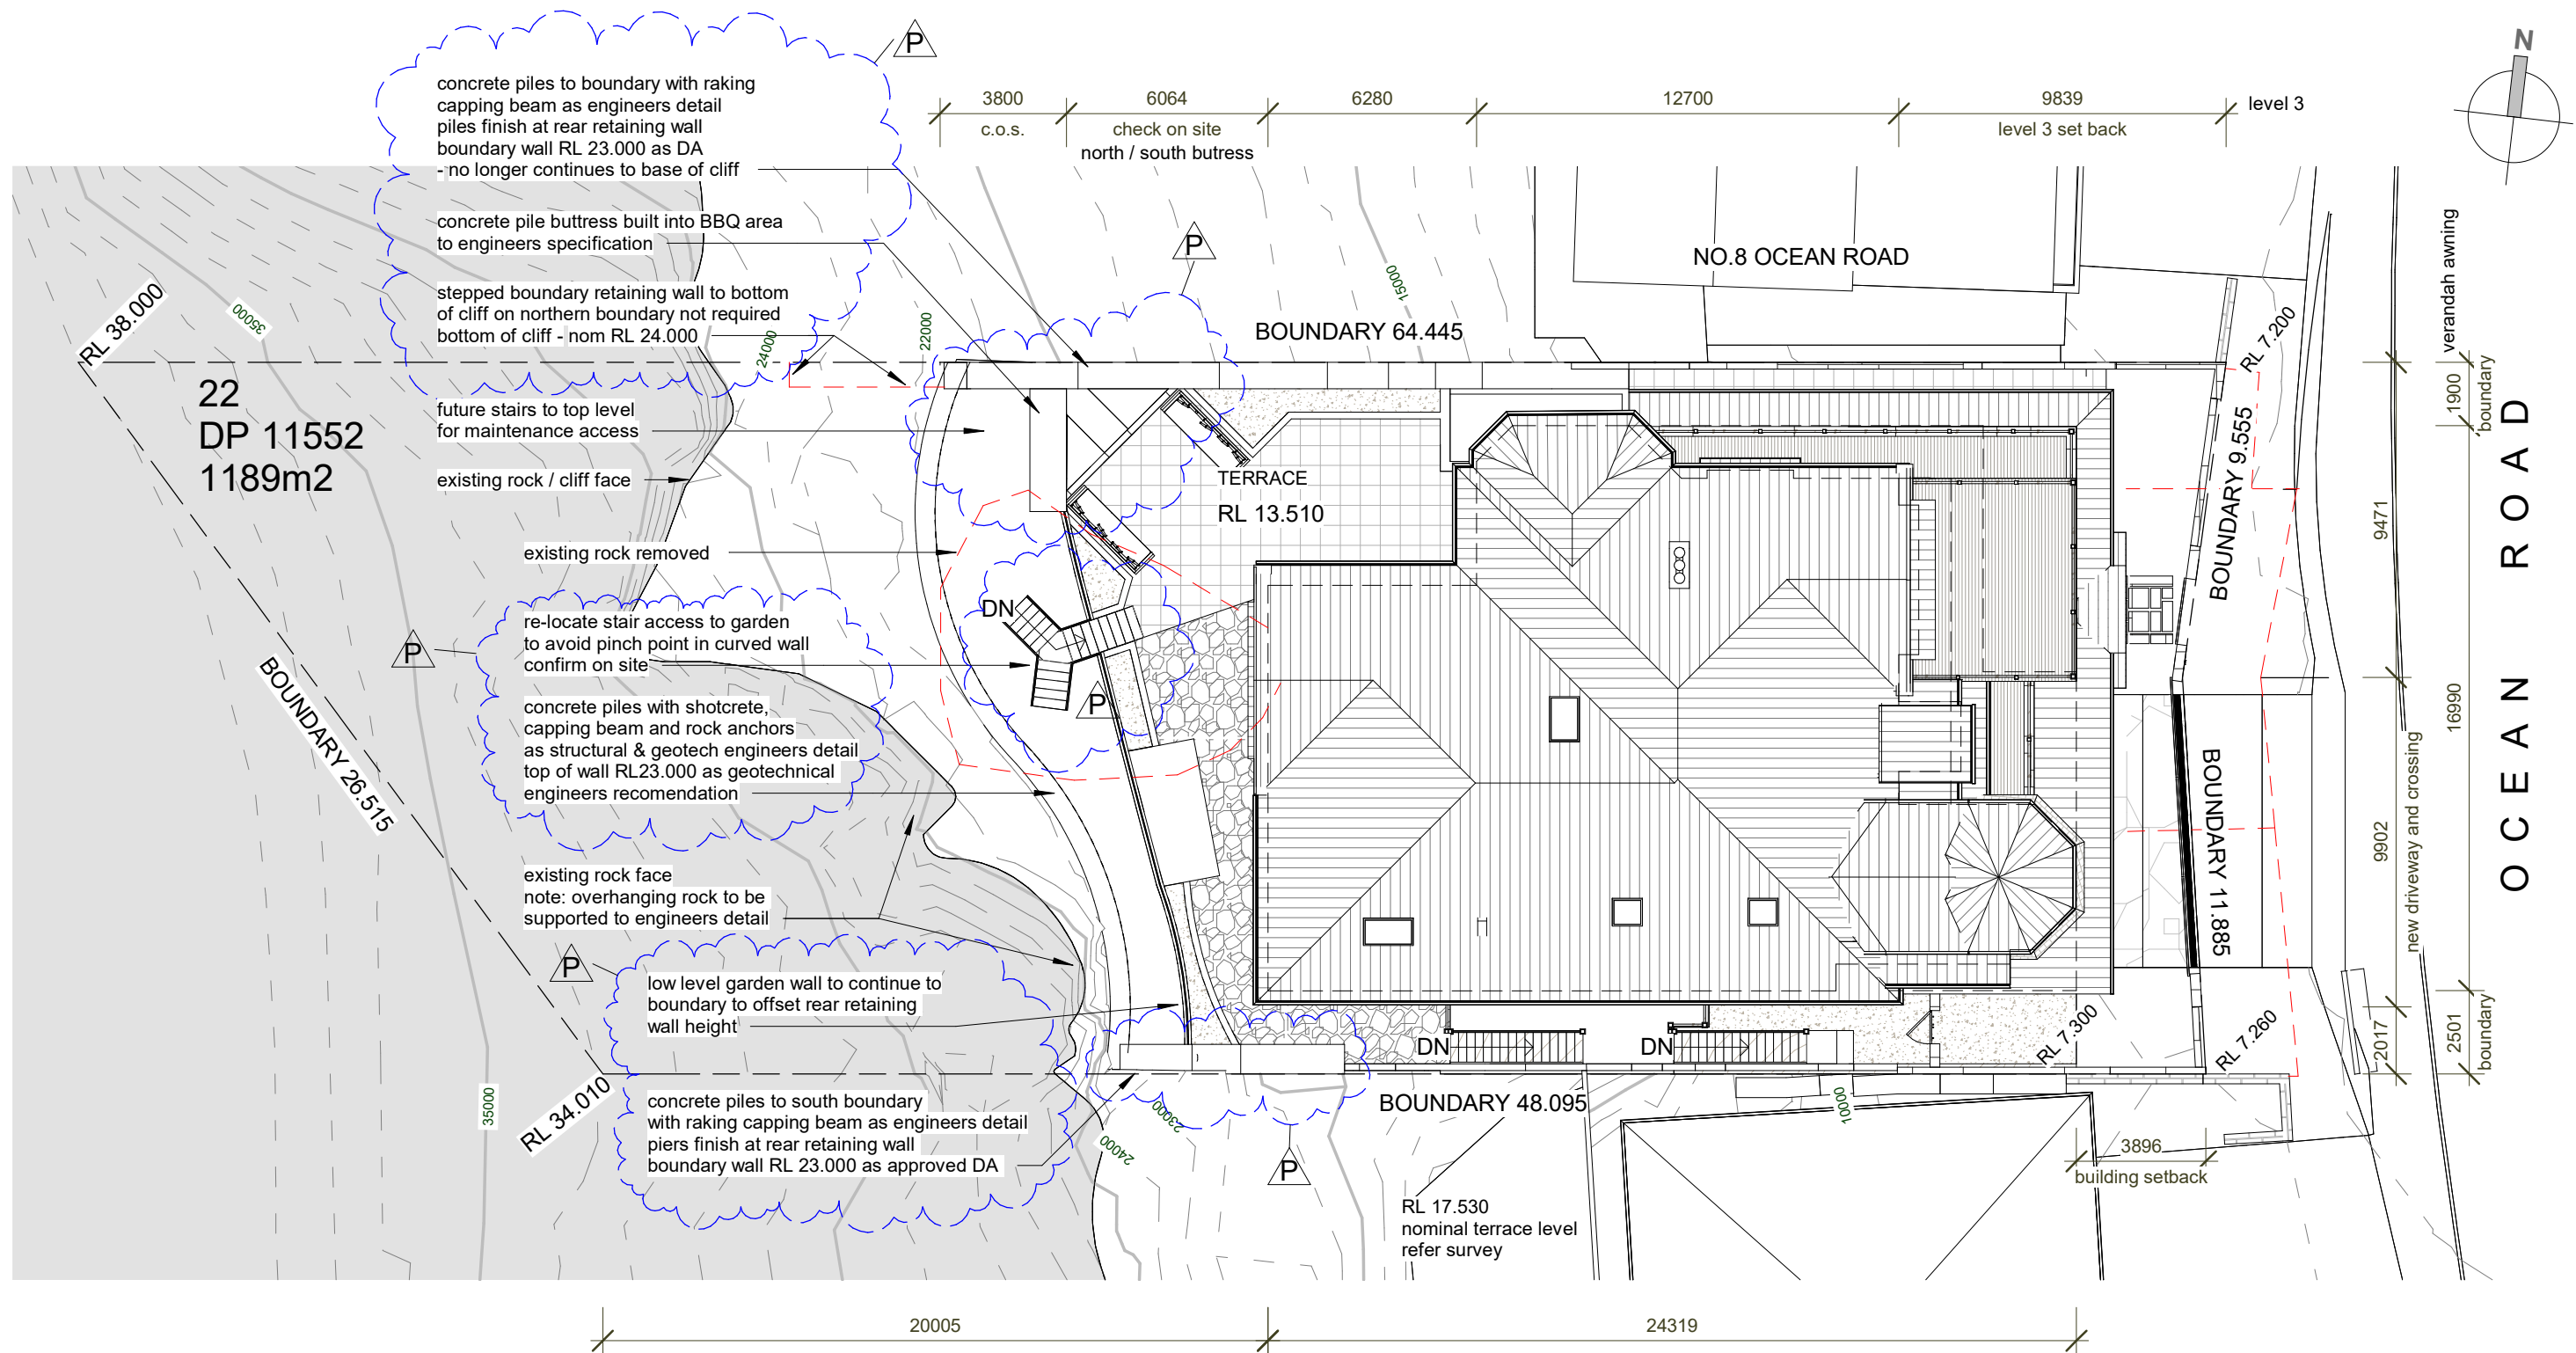 P
N
3800
6064
6280
12700
9839
level 3
c.o.s.
check on site
level 3 set back
north / south butress
concrete piles to boundary with raking
capping beam as engineers detail
piles finish at rear retaining wall
boundary wall RL 23.000 as DA
- no longer continues to base of cliff
concrete pile buttress built into BBQ area
to engineers specification
stepped boundary retaining wall to bottom
of cliff on northern boundary not required
bottom of cliff - nom RL 24.000
P
NO.8 OCEAN ROAD
verandah awning
RL 38.000
35000
24000
22000
15000
BOUNDARY 64.445
RL 7.200
1900
boundary
22
DP 11552
1189m2
future stairs to top level
for maintenance access
existing rock / cliff face
TERRACE
RL 13.510
BOUNDARY 9.555
9471
OCEAN ROAD
existing rock removed
DN
re-locate stair access to garden
to avoid pinch point in curved wall
confirm on site
P
P
BOUNDARY 26.515
concrete piles with shotcrete,
capping beam and rock anchors
as structural & geotech engineers detail
top of wall RL23.000 as geotechnical
engineers recomendation
16990
new driveway and crossing
BOUNDARY 11.885
9902
existing rock face
note: overhanging rock to be
supported to engineers detail
P
low level garden wall to continue to
boundary to offset rear retaining
wall height
DN
DN
RL 7.300
RL 7.260
2017
2501
boundary
35000
RL 34.010
concrete piles to south boundary
with raking capping beam as engineers detail
piers finish at rear retaining wall
boundary wall RL 23.000 as approved DA
23000
24000
P
BOUNDARY 48.095
10000
3896
building setback
RL 17.530
nominal terrace level
refer survey
20005
24319